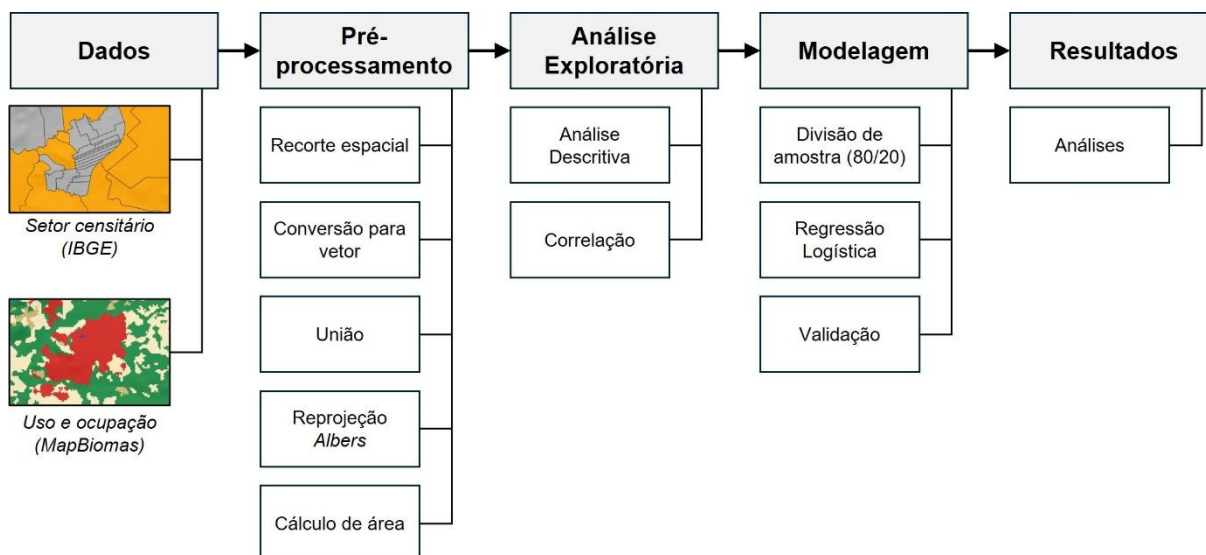 Dados
Pré-
processamento
Análise
Exploratória
Modelagem
Resultados
Setor censitário
(IBGE)
Uso e ocupação
(MapBiomas)
Recorte espacial
Conversão para
vetor
União
Reprojeção
Albers
Cálculo de área
Análise
Descritiva
Correlação
Divisão de
amostra (80/20)
Regressão
Logística
Validação
Análises